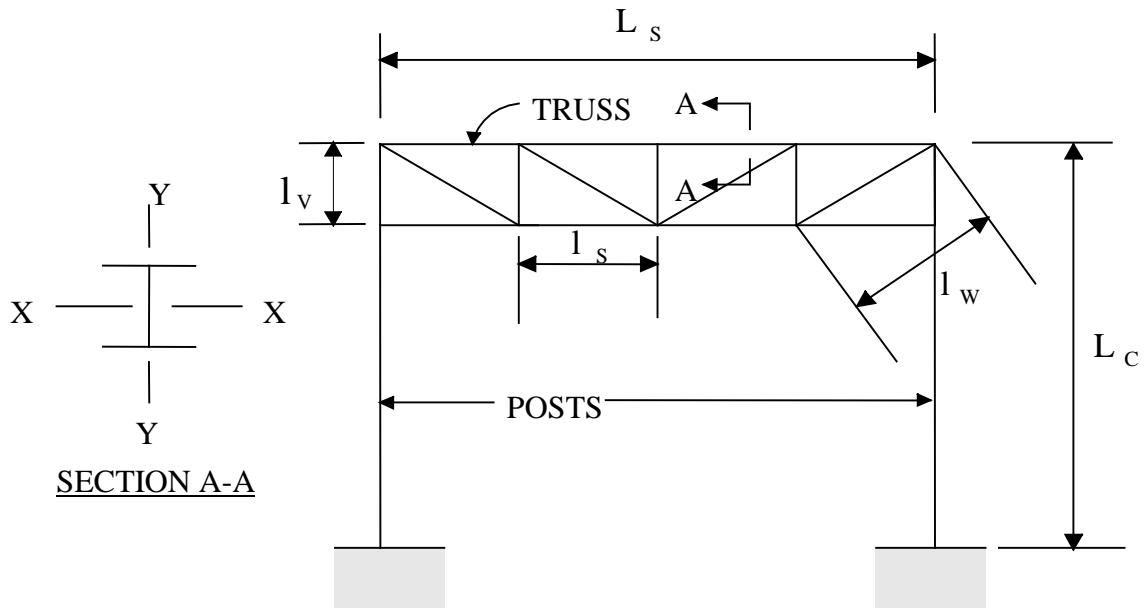 L S
TRUSS
A
A
l V
Y
X
X
Y
l S
l W
L C
POSTS
SECTION A-A